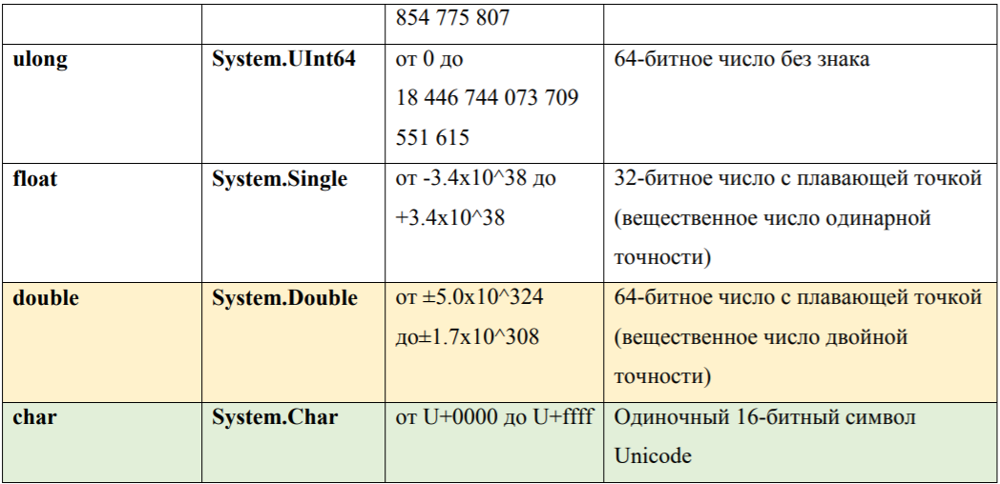 854 775 807
ulong System.UInt64 от 0 до 64-битное число без знака
18 446 744 073 709
551 615
float System.Single от -3.4x10^38 до 32-битное число с плавающей точкой
+3.4x10^38 (вещественное число одинарной
точности)
double System.Double от ±5.0x10^324 64-битное число с плавающей точкой
до±1.7x10^308 (вещественное число двойной
точности)
char System.Char от U+0000 до U+ffff Одиночный 16-битный символ
Unicode